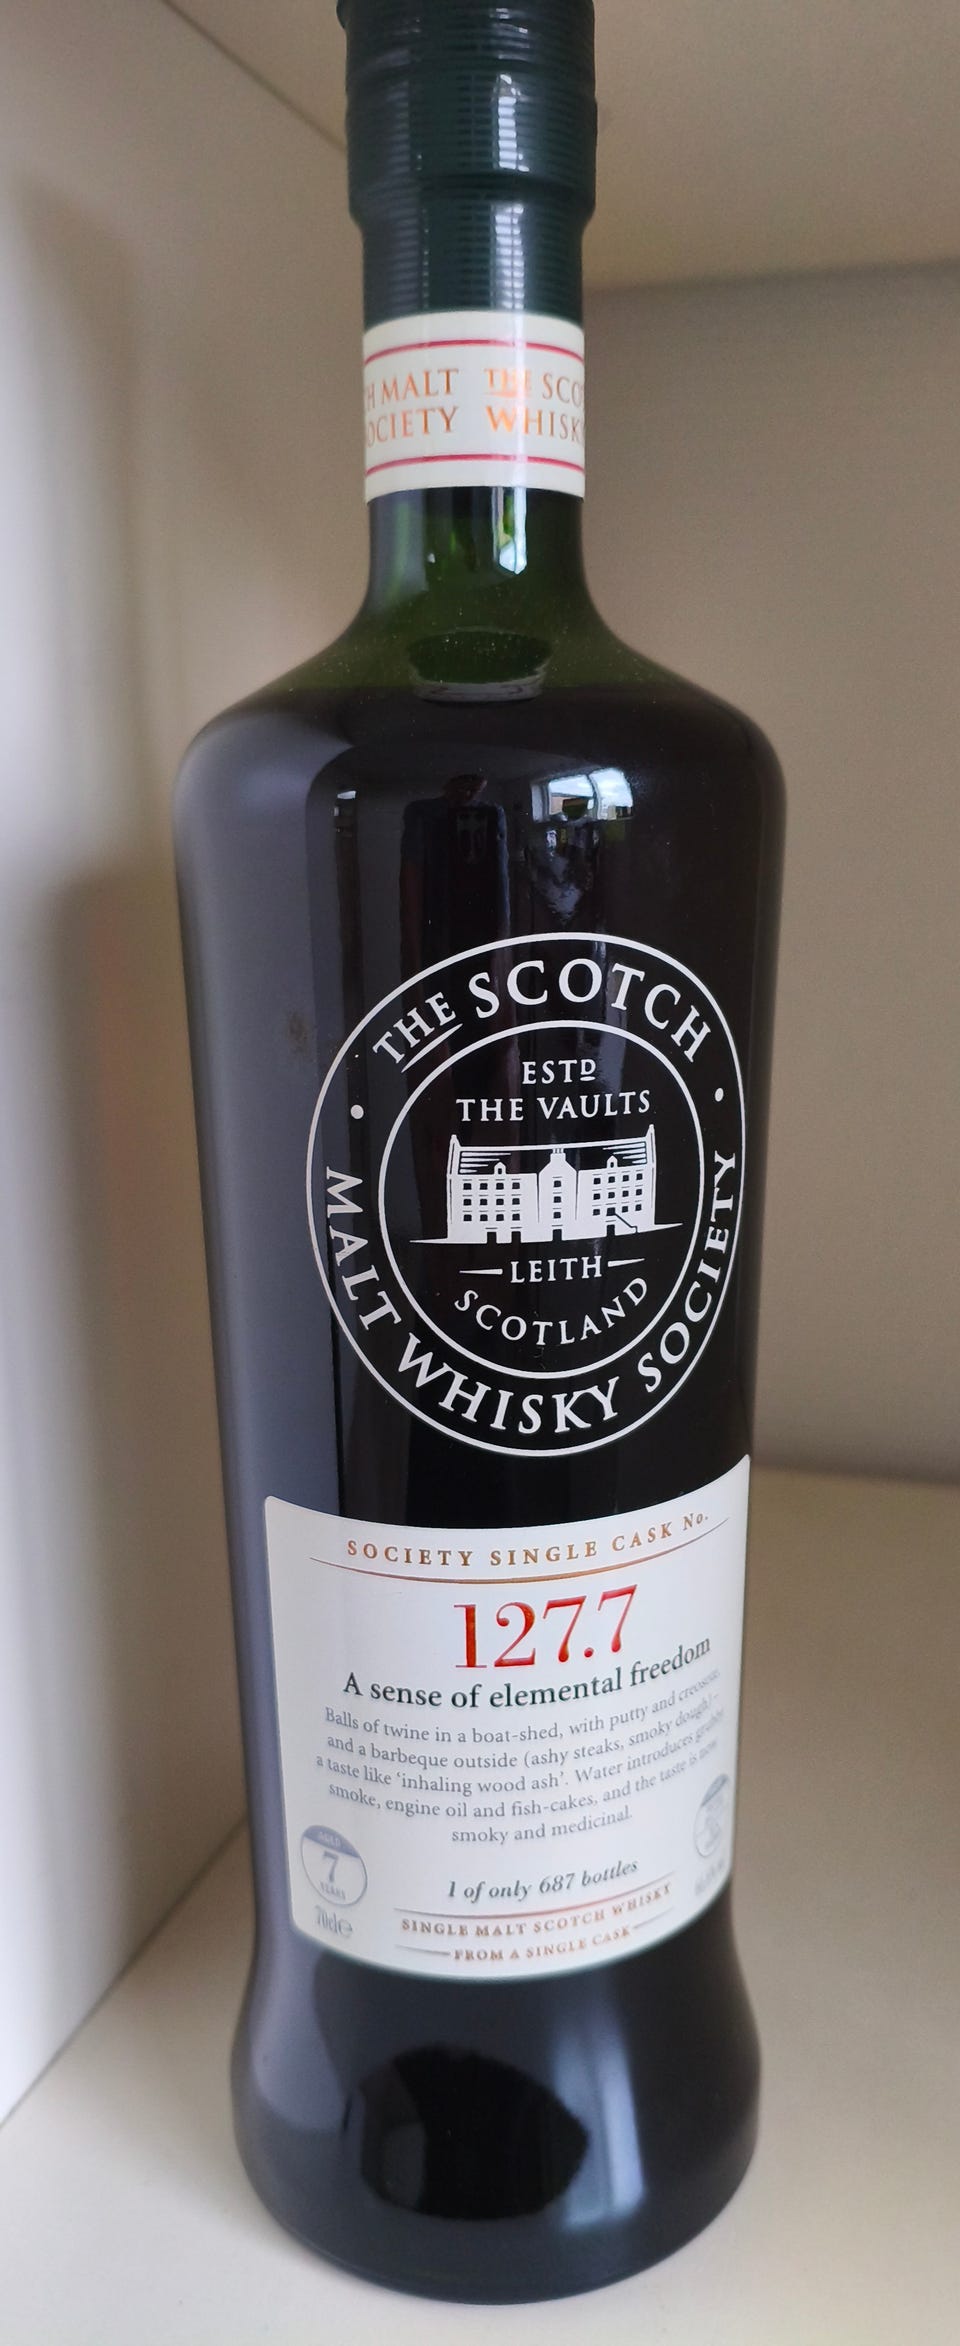 H MALT THE SCO
OCIETY WHISK
THE SCOTCH
MALT WHISKY SOCIETY
ESTD
THE VAULTS
LEITH
SCOTLAND
SOCIETY SINGLE CASK No.
127.7
A sense of elemental freedom
Balls of twine in a boat-shed, with putty and creosote,
and a barbeque outside (ashy steaks, smoky dough) –
a taste like ‘inhaling wood ash’. Water introduces grubby
smoke, engine oil and fish-cakes, and the taste is now
smoky and medicinal.
AGED
7
YEARS
1 of only 687 bottles
70cl e
SINGLE MALT SCOTCH WHISKY
FROM A SINGLE CASK